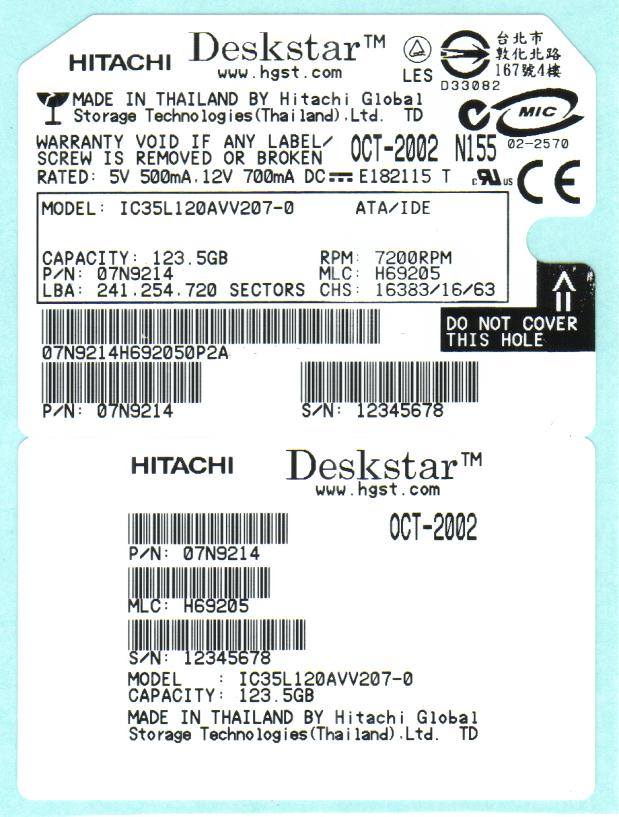 HITACHI Deskstar™
www.hgst.com
LES
D33082
台北市
敦化北路
167號4樓
MADE IN THAILAND BY Hitachi Global
Storage Technologies(Thailand).Ltd. TD
MIC
WARRANTY VOID IF ANY LABEL/
SCREW IS REMOVED OR BROKEN
OCT-2002 N155
02-2570
RATED: 5V 500mA.12V 700mA DC E182115 T
c UR us
CE
MODEL: IC35L120AVV207-0 ATA/IDE
CAPACITY: 123.5GB RPM: 7200RPM
P/N: 07N9214 MLC: H69205
LBA: 241.254.720 SECTORS CHS: 16383/16/63
DO NOT COVER
THIS HOLE
07N9214H692050P2A
P/N: 07N9214 S/N: 12345678
HITACHI Deskstar™
www.hgst.com
OCT-2002
P/N: 07N9214
MLC: H69205
S/N: 12345678
MODEL : IC35L120AVV207-0
CAPACITY: 123.5GB
MADE IN THAILAND BY Hitachi Global
Storage Technologies(Thailand).Ltd. TD